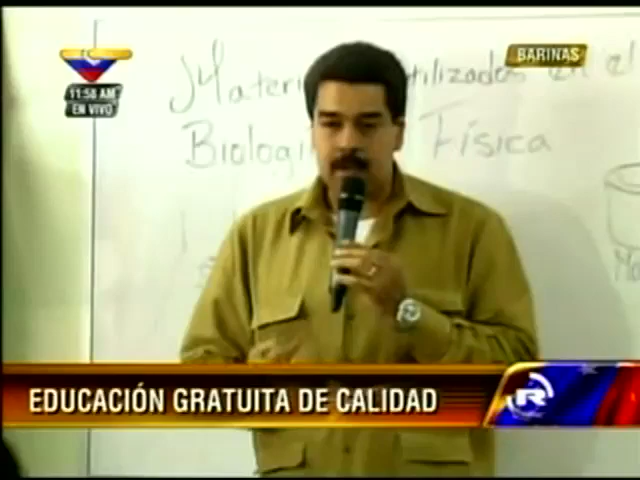 BARINAS
11:58 AM
EN VIVO
Materi tilizados en el
Biologi Física
EDUCACIÓN GRATUITA DE CALIDAD
R